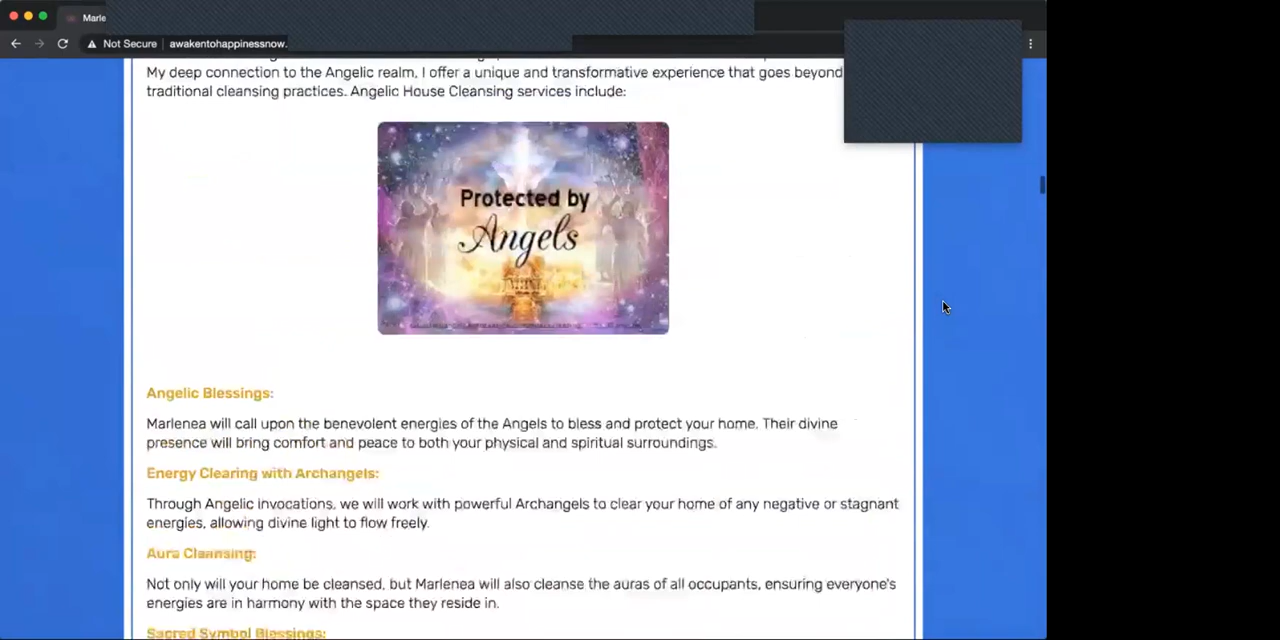 Marle
Not Secure awakentohappinessnow.
My deep connection to the Angelic realm, I offer a unique and transformative experience that goes beyond
traditional cleansing practices. Angelic House Cleansing services include:
Protected by
Angels
Angelic Blessings:
Marlenea will call upon the benevolent energies of the Angels to bless and protect your home. Their divine
presence will bring comfort and peace to both your physical and spiritual surroundings.
Energy Clearing with Archangels:
Through Angelic invocations, we will work with powerful Archangels to clear your home of any negative or stagnant
energies, allowing divine light to flow freely.
Aura Cleansing:
Not only will your home be cleansed, but Marlenea will also cleanse the auras of all occupants, ensuring everyone's
energies are in harmony with the space they reside in.
Sacred Symbol Blessings: